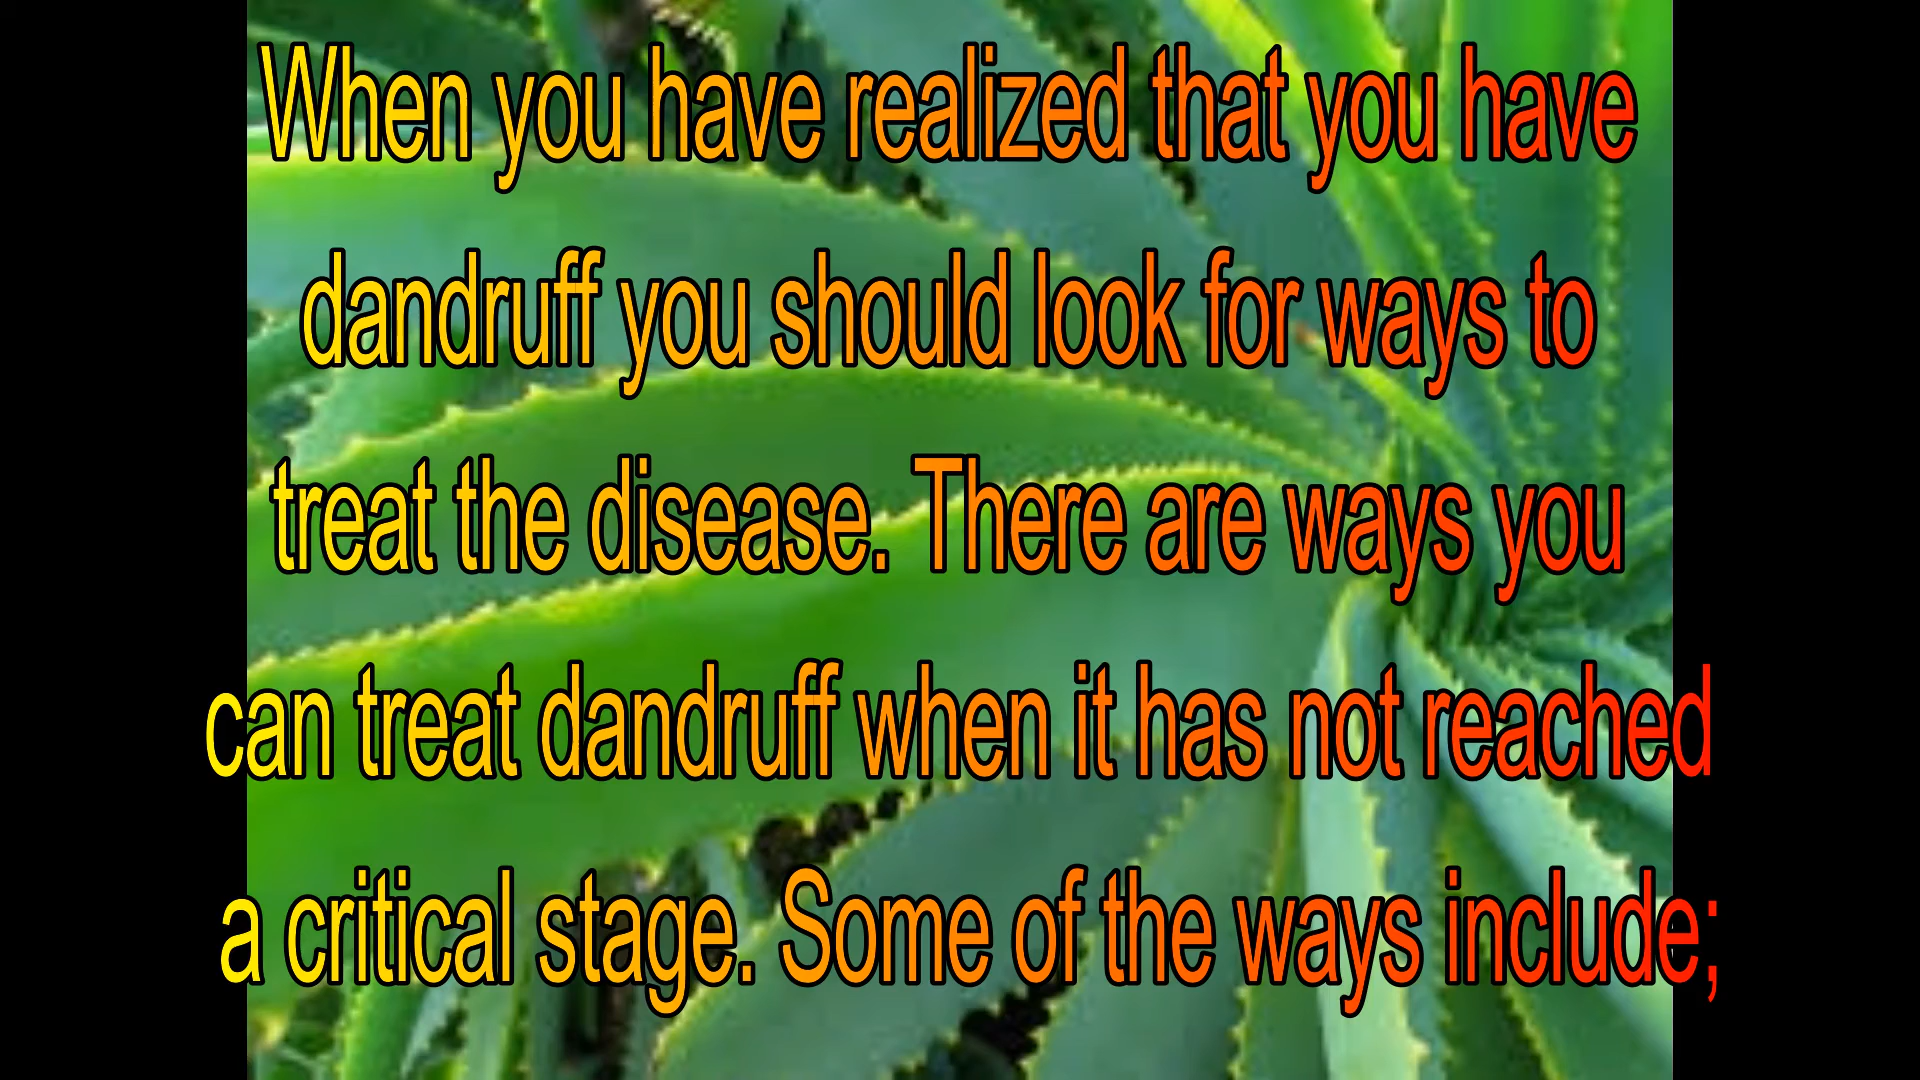 When you have realized that you have
dandruff you should look for ways to
treat the disease. There are ways you
can treat dandruff when it has not reached
a critical stage. Some of the ways include;